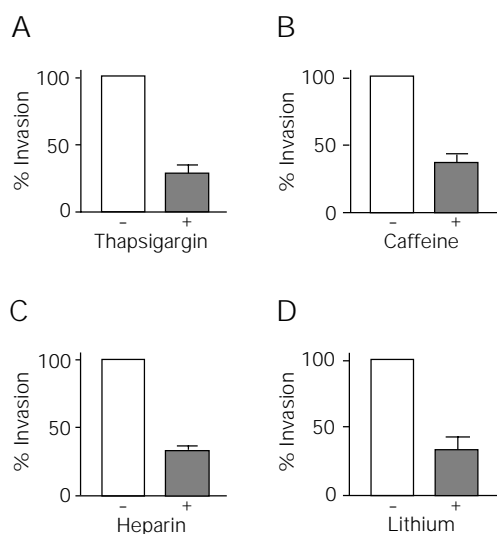 A
% Invasion
100
50
0
- +
Thapsigargin
B
% Invasion
100
50
0
- +
Caffeine
C
% Invasion
100
50
0
- +
Heparin
D
% Invasion
100
50
0
- +
Lithium